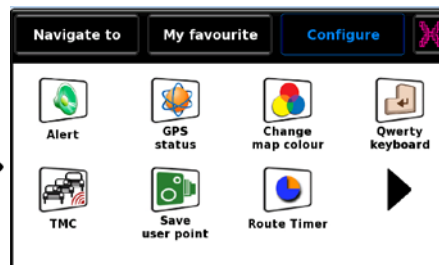 Navigate to My favourite Configure
Alert GPS status Change map colour Qwerty keyboard
TMC Save user point Route Timer